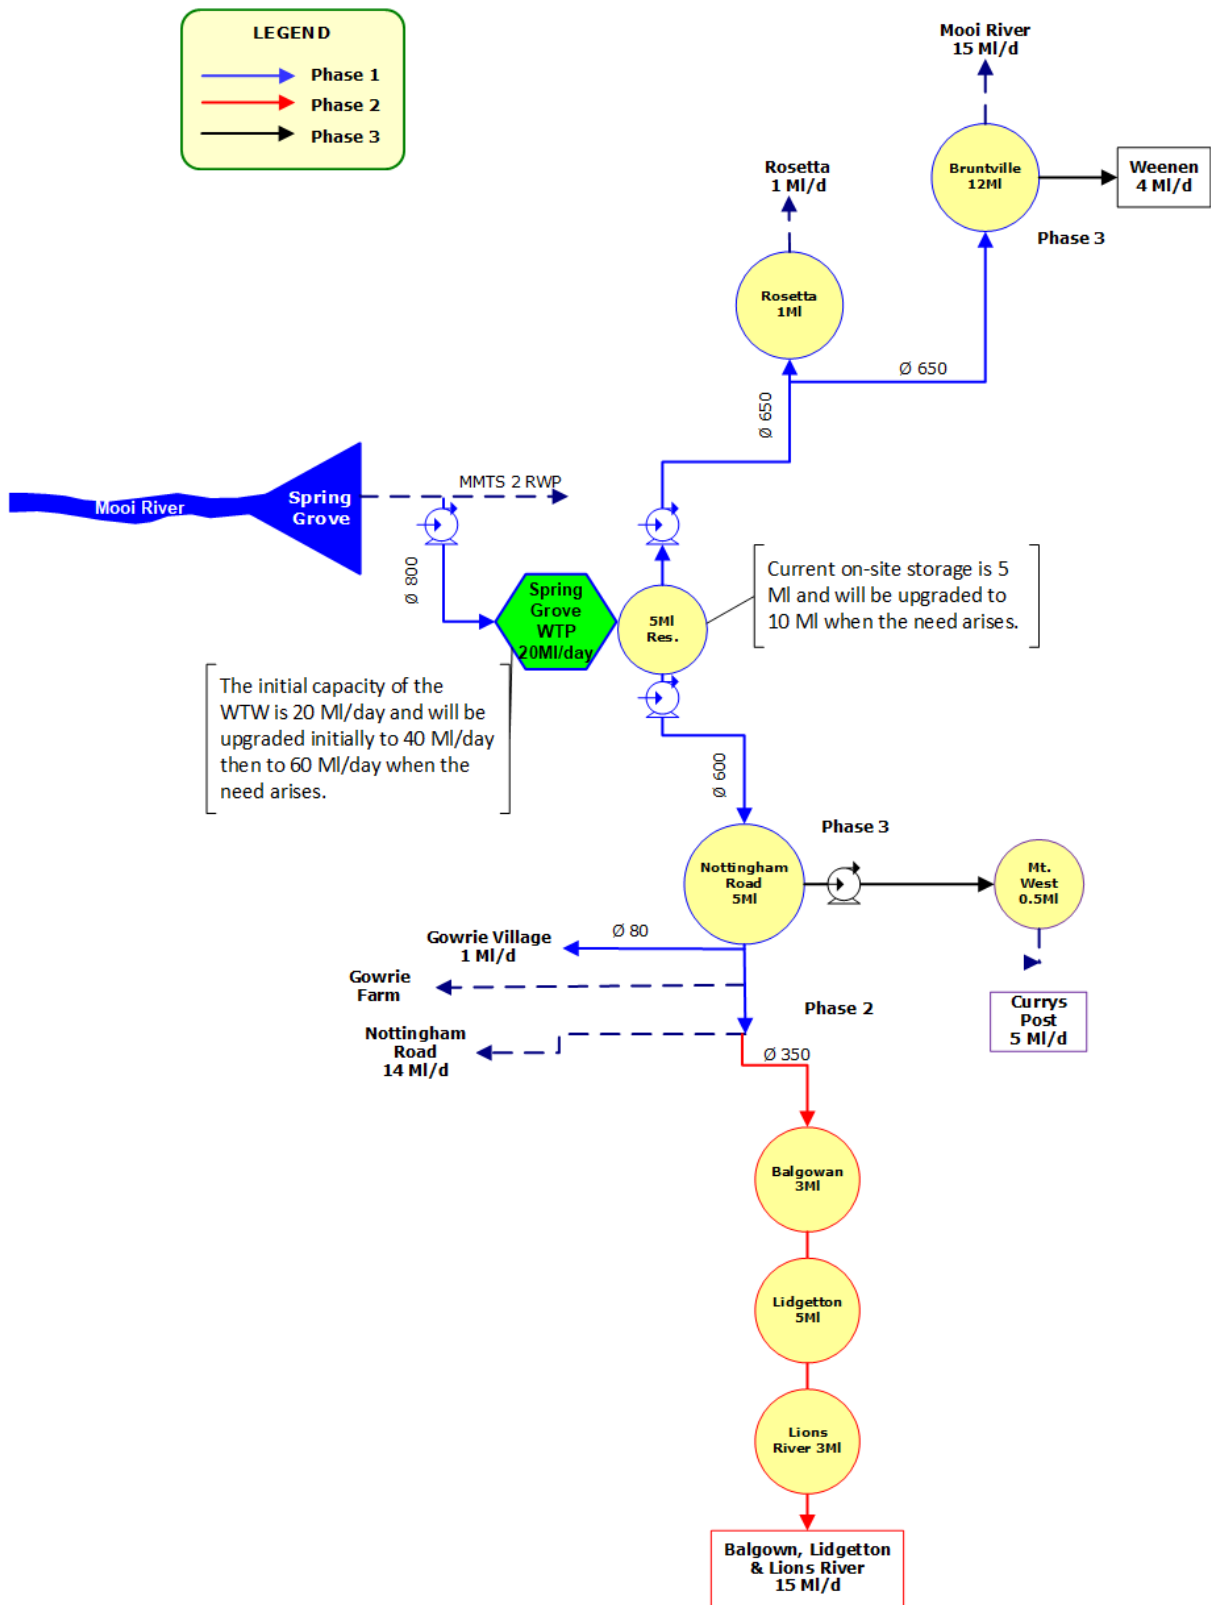 LEGEND
Phase 1
Phase 2
Phase 3
Mooi River
15 Ml/d
Rosetta
1 Ml/d
Bruntville
12Ml
Weenen
4 Ml/d
Phase 3
Rosetta
1Ml
Ø 650
Ø 650
MMTS 2 RWP
Mooi River
Spring
Grove
Ø 800
Spring
Grove
WTP
20Ml/day
5Ml
Res.
Current on-site storage is 5
Ml and will be upgraded to
10 Ml when the need arises.
The initial capacity of the
WTW is 20 Ml/day and will be
upgraded initially to 40 Ml/day
then to 60 Ml/day when the
need arises.
Ø 600
Phase 3
Nottingham
Road
5Ml
Mt.
West
0.5Ml
Ø 80
Gowrie Village
1 Ml/d
Gowrie
Farm
Currys
Post
5 Ml/d
Phase 2
Nottingham
Road
14 Ml/d
Ø 350
Balgowan
3Ml
Lidgetton
5Ml
Lions
River 3Ml
Balgown, Lidgetton
& Lions River
15 Ml/d